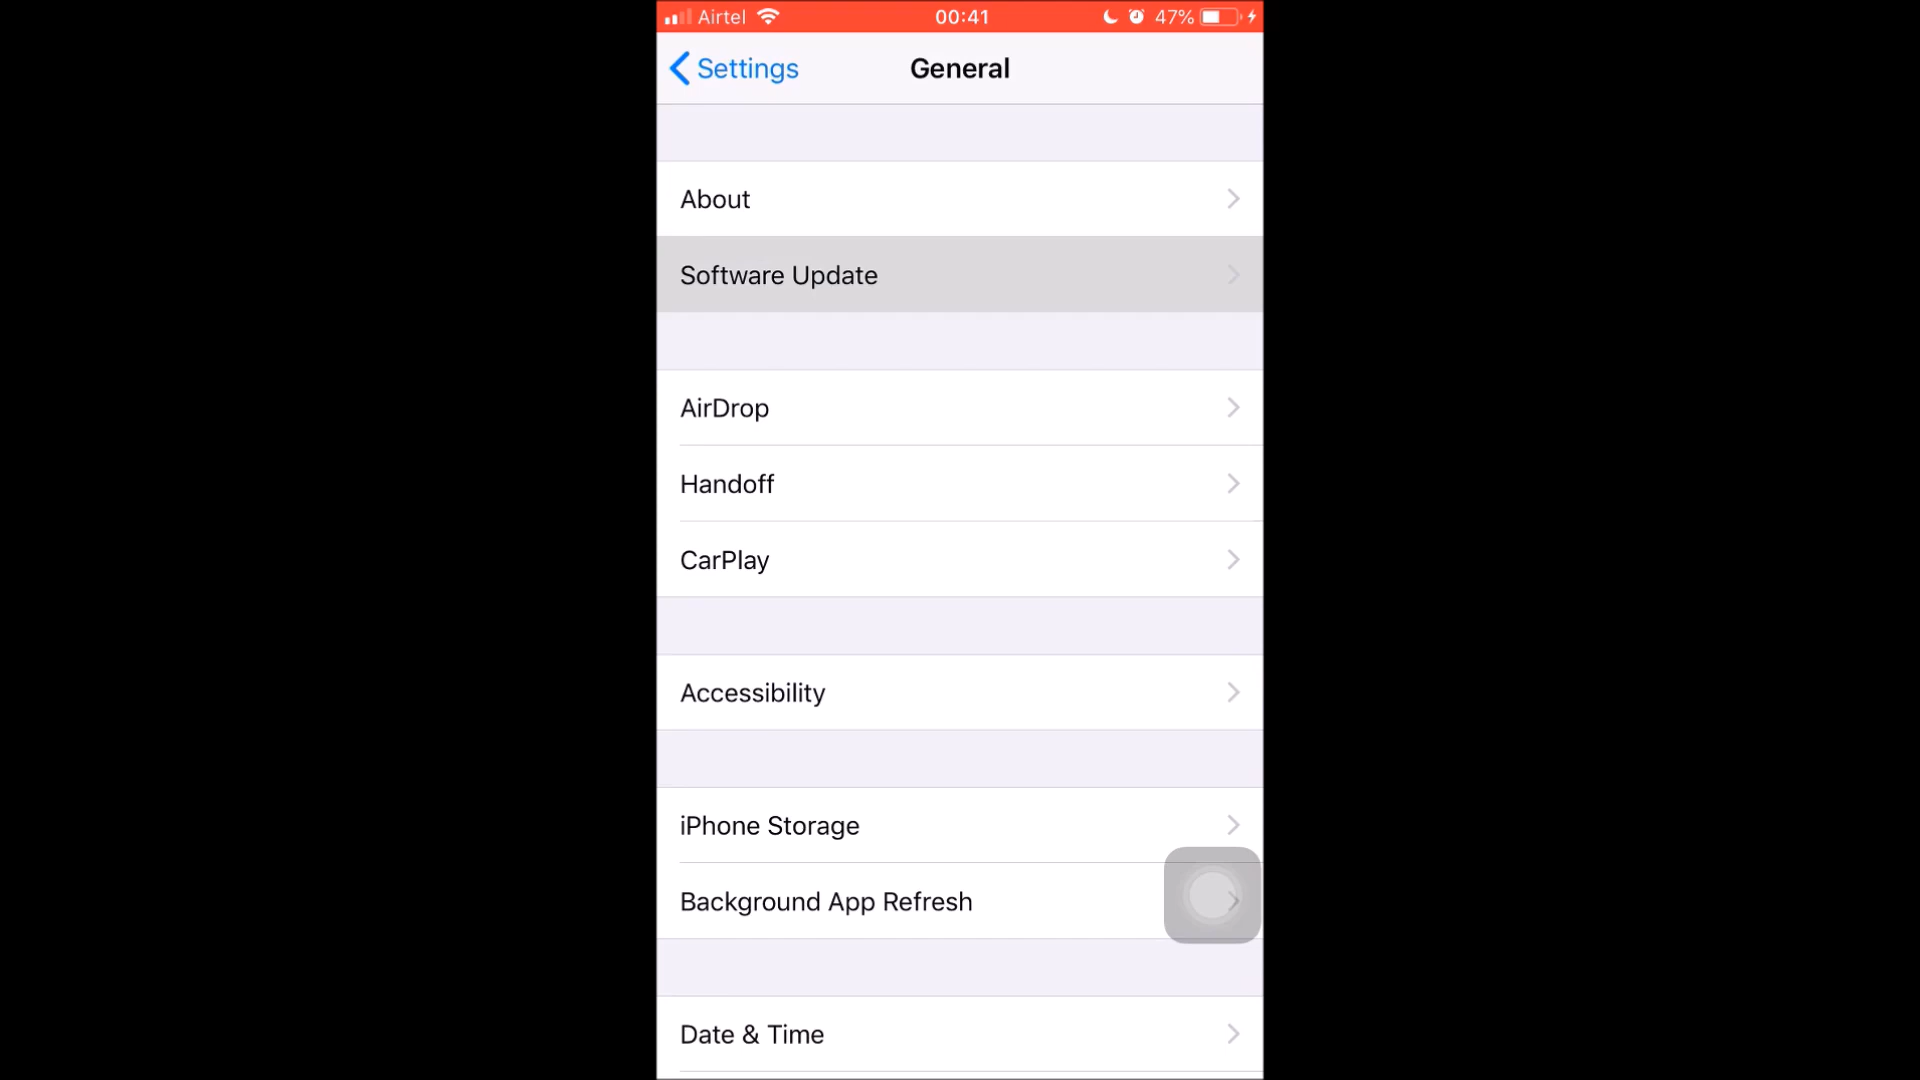 Airtel 00:41 47%
Settings General
About
Software Update
AirDrop
Handoff
CarPlay
Accessibility
iPhone Storage
Background App Refresh
Date & Time